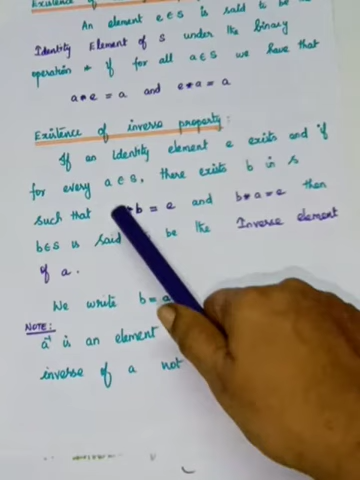 Existence of Identity
An element e ∈ S is said to be
Identity Element of S under the binary
operation * if for all a ∈ S we have that
a * e = a and e * a = a
Existence of inverse property:
If an identity element e exists and if
for every a ∈ S, there exists b in S
such that *b = e and b * a = e then
b ∈ S is said be the Inverse element
of a.
We write b = a
NOTE:
a⁻¹ is an element
inverse of a not